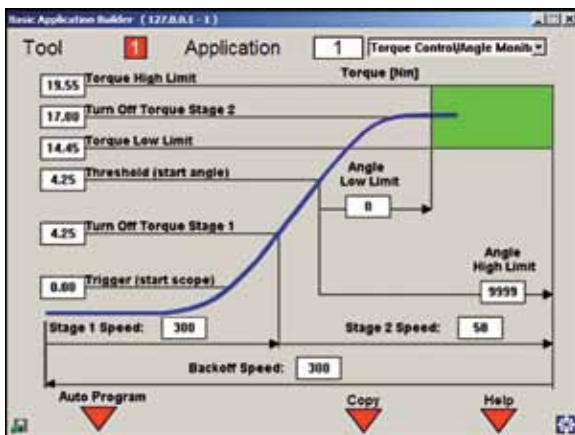 Basic Application Builder ( 127.0.0.1 - 1 )
Tool 1 Application 1 Torque Control/Angle Monito
19.55 Torque High Limit Torque [Nm]
17.00 Turn Off Torque Stage 2
14.45 Torque Low Limit
4.25 Threshold (start angle)
Angle
Low Limit
0
4.25 Turn Off Torque Stage 1
Angle
High Limit
0.00 Trigger (start scope)
9999
Stage 1 Speed: 300 Stage 2 Speed: 50
Backoff Speed: 300
Auto Program Copy Help